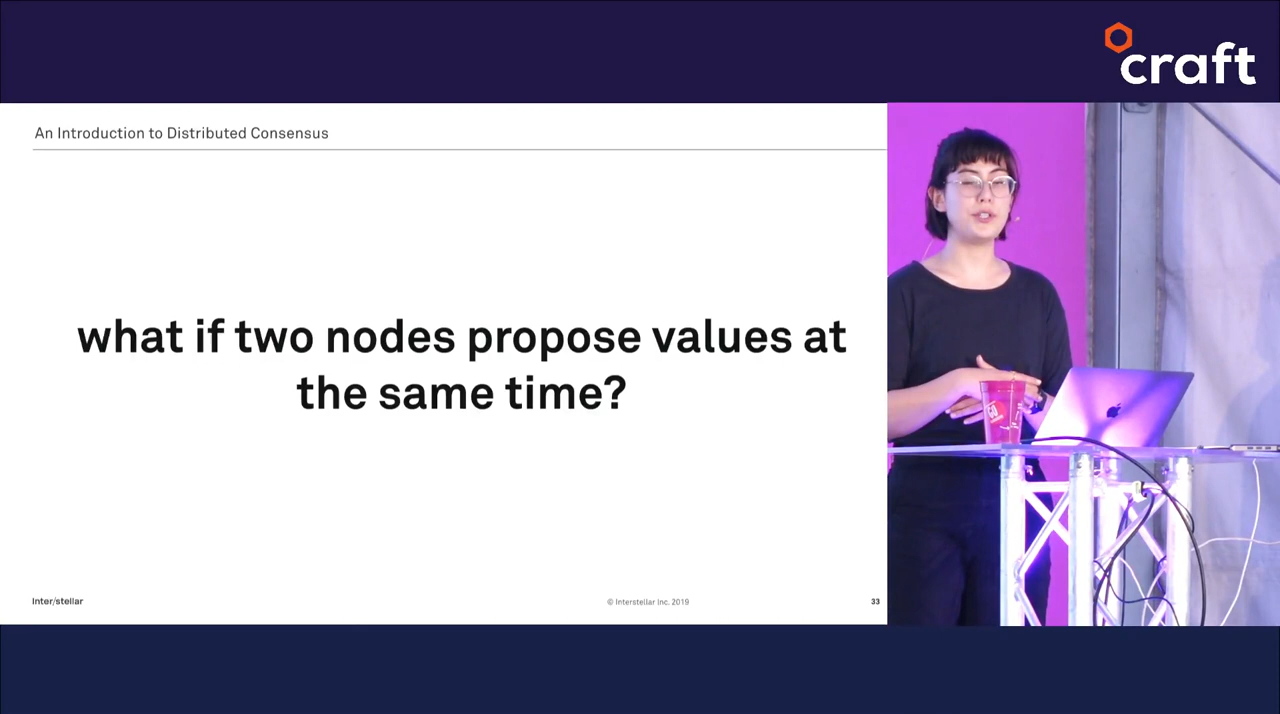 craft
An Introduction to Distributed Consensus
what if two nodes propose values at
the same time?
50
Inter/stellar
© Interstellar Inc. 2019
33